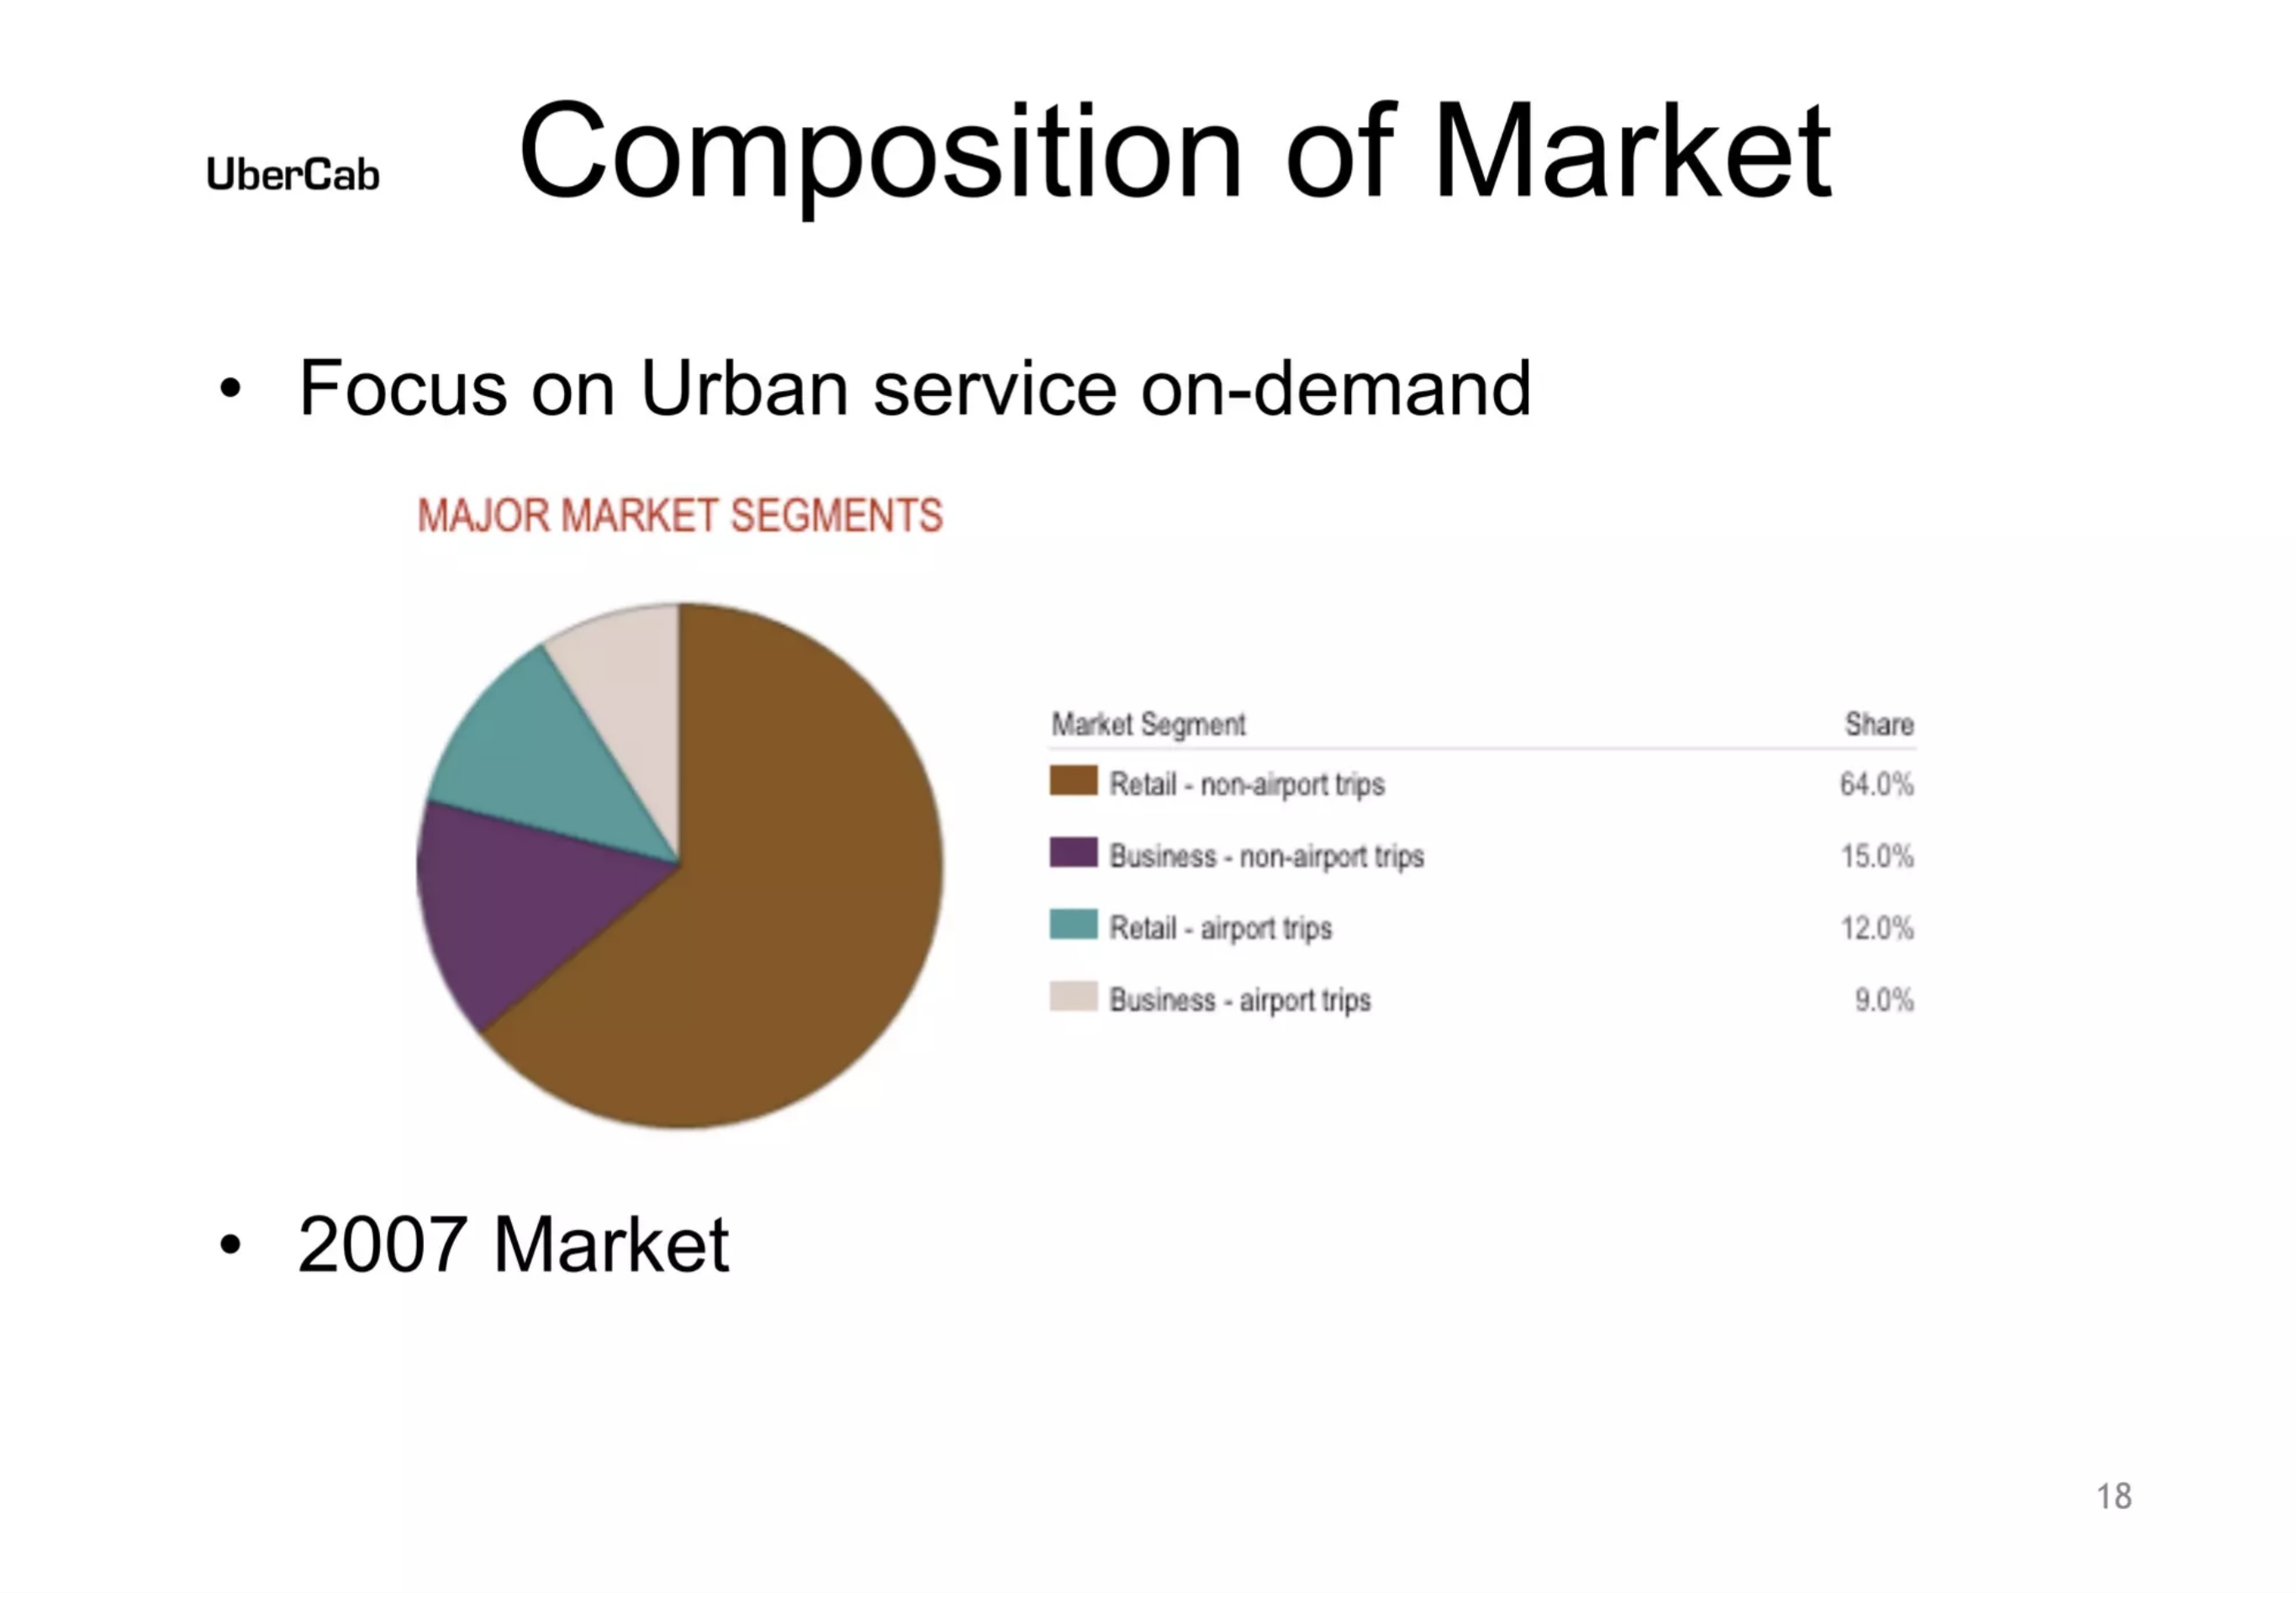 UberCab
Composition of Market
• Focus on Urban service on-demand
MAJOR MARKET SEGMENTS
Market Segment Share
Retail - non-airport trips 64.0%
Business - non-airport trips 15.0%
Retail - airport trips 12.0%
Business - airport trips 9.0%
• 2007 Market
18